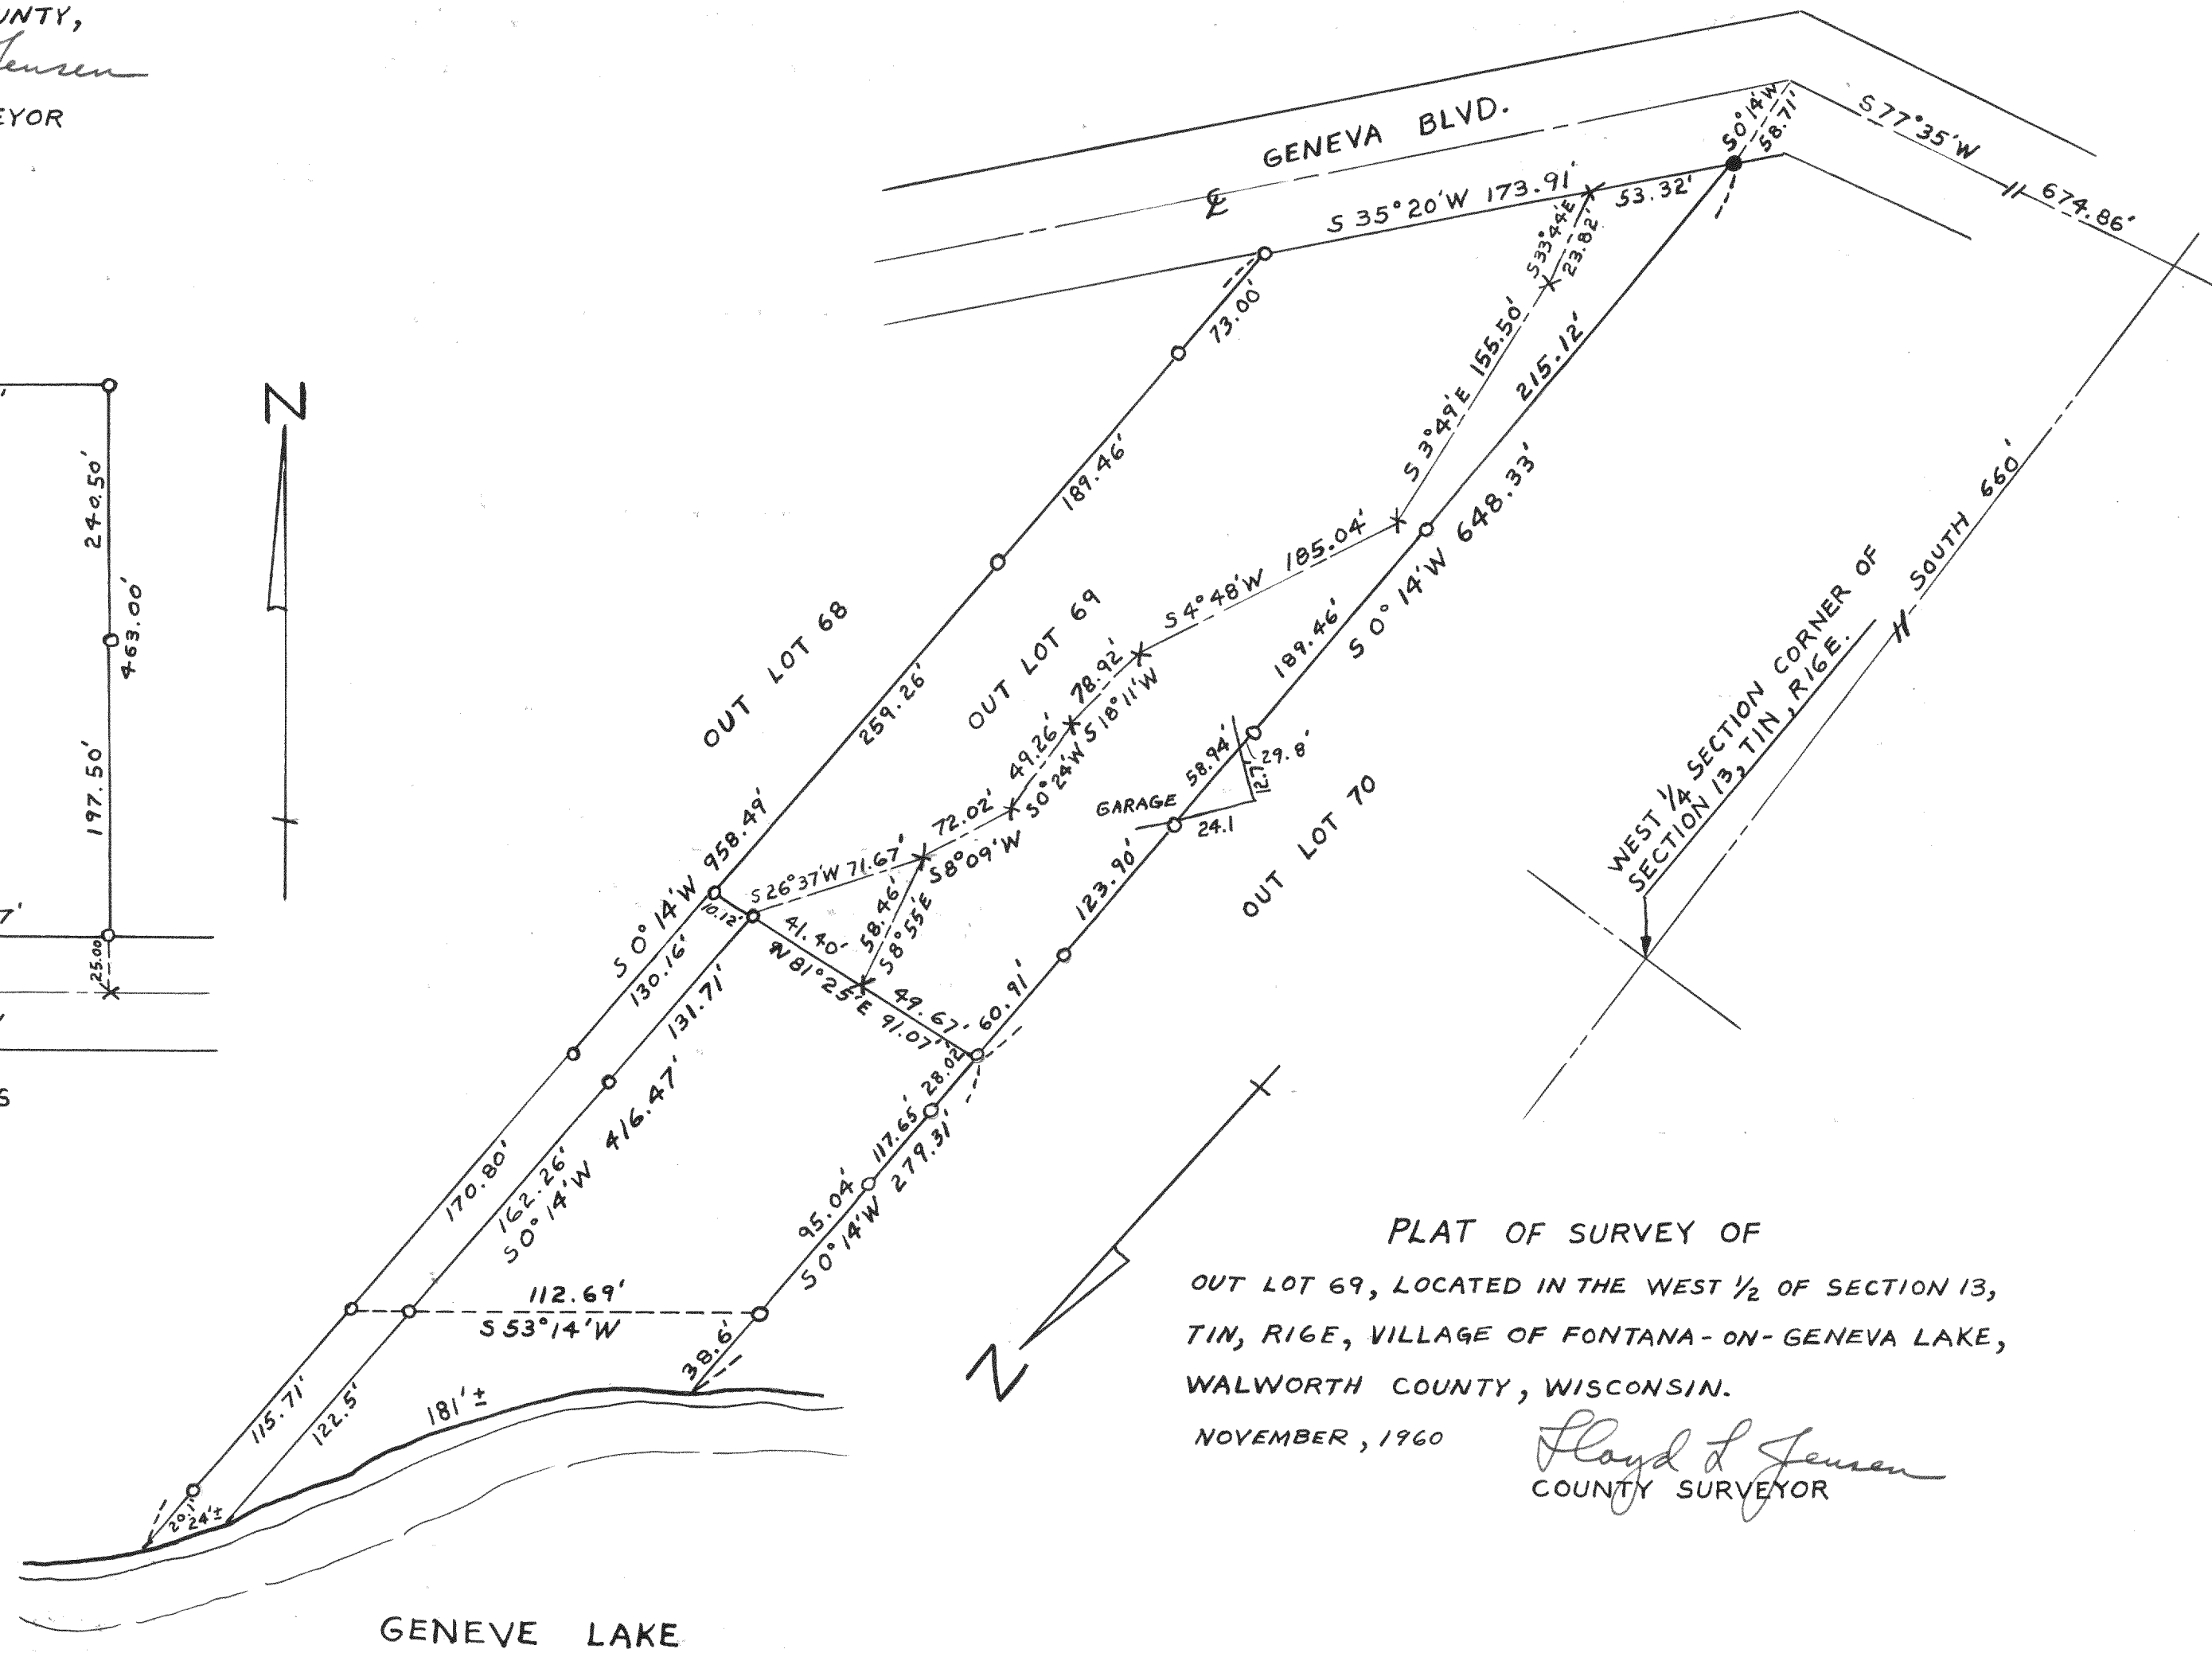 UNTY,
Jensen
EYOR
240.50'
463.00'
197.50'
7'
25.00
S
N
GENEVA BLVD.
℄
S 35°20'W 173.91'
53.32'
S0°14'W
58.71'
S77°35'W
674.86'
S33°44'E
23.82'
73.00'
S 3°49'E 155.50'
215.12'
189.46'
S 0° 14'W 648.33'
SOUTH 660'
S 4°48'W 185.04'
189.46'
OUT LOT 68
OUT LOT 69
259.26'
78.92'
S 18°11'W
49.26'
S0°24'W
WEST 1/4 SECTION CORNER OF
SECTION 13, T1N, R16E.
58.94'
29.8'
12.7
GARAGE
24.1
OUT LOT 70
72.02'
S8°09'W
S 0°14'W 958.49'
S 26°37'W 71.67'
10.12'
41.40'
58.46'
S8°55'E
N 81°25'E 91.07'
49.67'
123.90'
60.91'
130.16'
131.71'
28.02'
117.65'
S 0°14'W 416.47'
170.80'
162.26'
95.04'
S 0°14'W 279.31'
112.69'
S 53°14'W
38.6'
115.71'
122.5'
181'±
20.1'
24'±
N
GENEVE LAKE
PLAT OF SURVEY OF
OUT LOT 69, LOCATED IN THE WEST 1/2 OF SECTION 13,
T1N, R16E, VILLAGE OF FONTANA-ON-GENEVA LAKE,
WALWORTH COUNTY, WISCONSIN.
NOVEMBER, 1960
Floyd L Jensen
COUNTY SURVEYOR